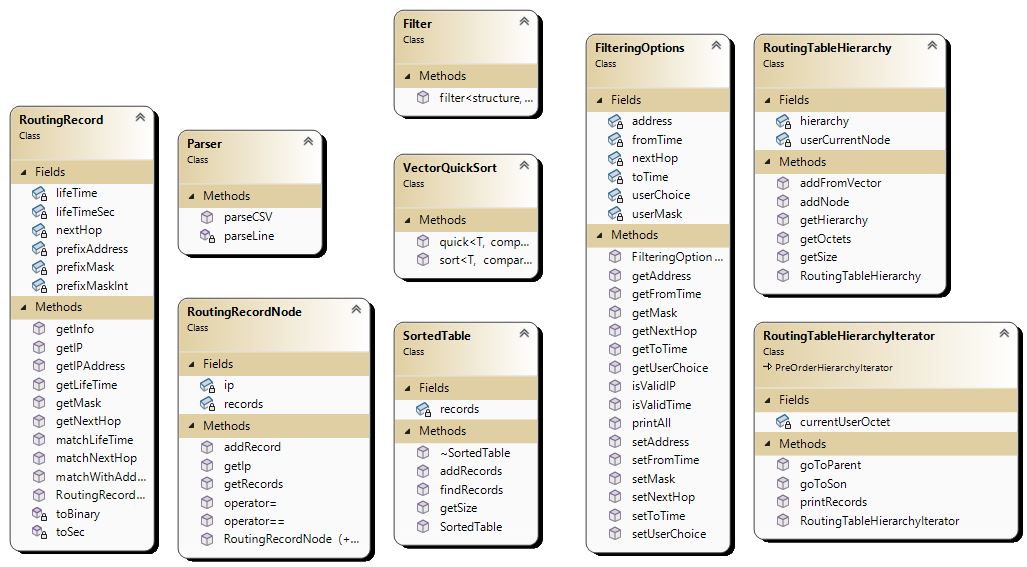 RoutingRecord
Class
Fields
lifeTime
lifeTimeSec
nextHop
prefixAddress
prefixMask
prefixMaskInt
Methods
getInfo
getIP
getIPAddress
getLifeTime
getMask
getNextHop
matchLifeTime
matchNextHop
matchWithAdd...
RoutingRecord...
toBinary
toSec
Parser
Class
Methods
parseCSV
parseLine
RoutingRecordNode
Class
Fields
ip
records
Methods
addRecord
getIp
getRecords
operator=
operator==
RoutingRecordNode (+...
Filter
Class
Methods
filter<structure, ...
VectorQuickSort
Class
Methods
quick<T, comp...
sort<T, compar...
SortedTable
Class
Fields
records
Methods
~SortedTable
addRecords
findRecords
getSize
SortedTable
FilteringOptions
Class
Fields
address
fromTime
nextHop
toTime
userChoice
userMask
Methods
FilteringOption ...
getAddress
getFromTime
getMask
getNextHop
getToTime
getUserChoice
isValidIP
isValidTime
printAll
setAddress
setFromTime
setMask
setNextHop
setToTime
setUserChoice
RoutingTableHierarchy
Class
Fields
hierarchy
userCurrentNode
Methods
addFromVector
addNode
getHierarchy
getOctets
getSize
RoutingTableHierarchy
RoutingTableHierarchyIterator
Class
PreOrderHierarchyIterator
Fields
currentUserOctet
Methods
goToParent
goToSon
printRecords
RoutingTableHierarchyIterator